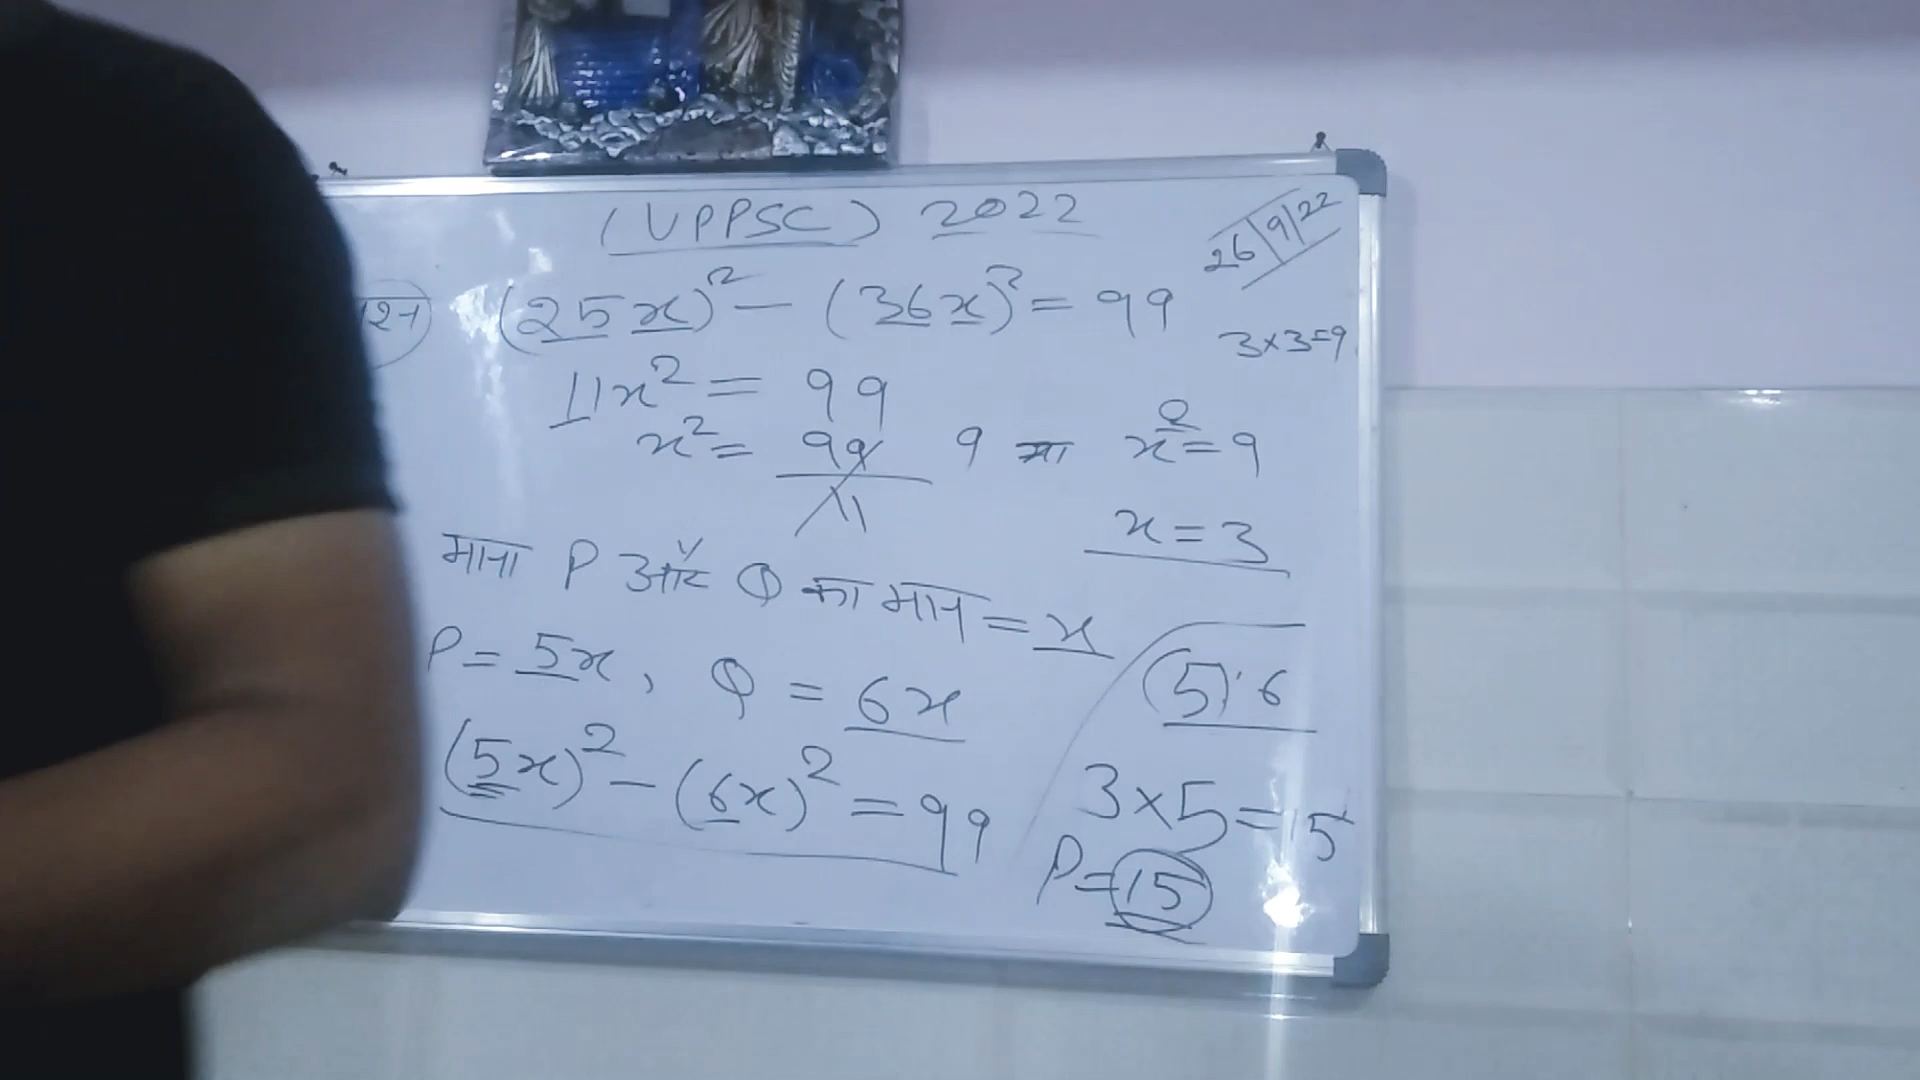 (UPPSC) 2022
26/9/22
(25x)² - (36x)² = 99
3×3=9
11x² = 99
x² = 99/11 9 या x² = 9
x = 3
माना P और Q का मान = x
P = 5x, Q = 6x
5:6
(5x)² - (6x)² = 99
3×5=15
P=15